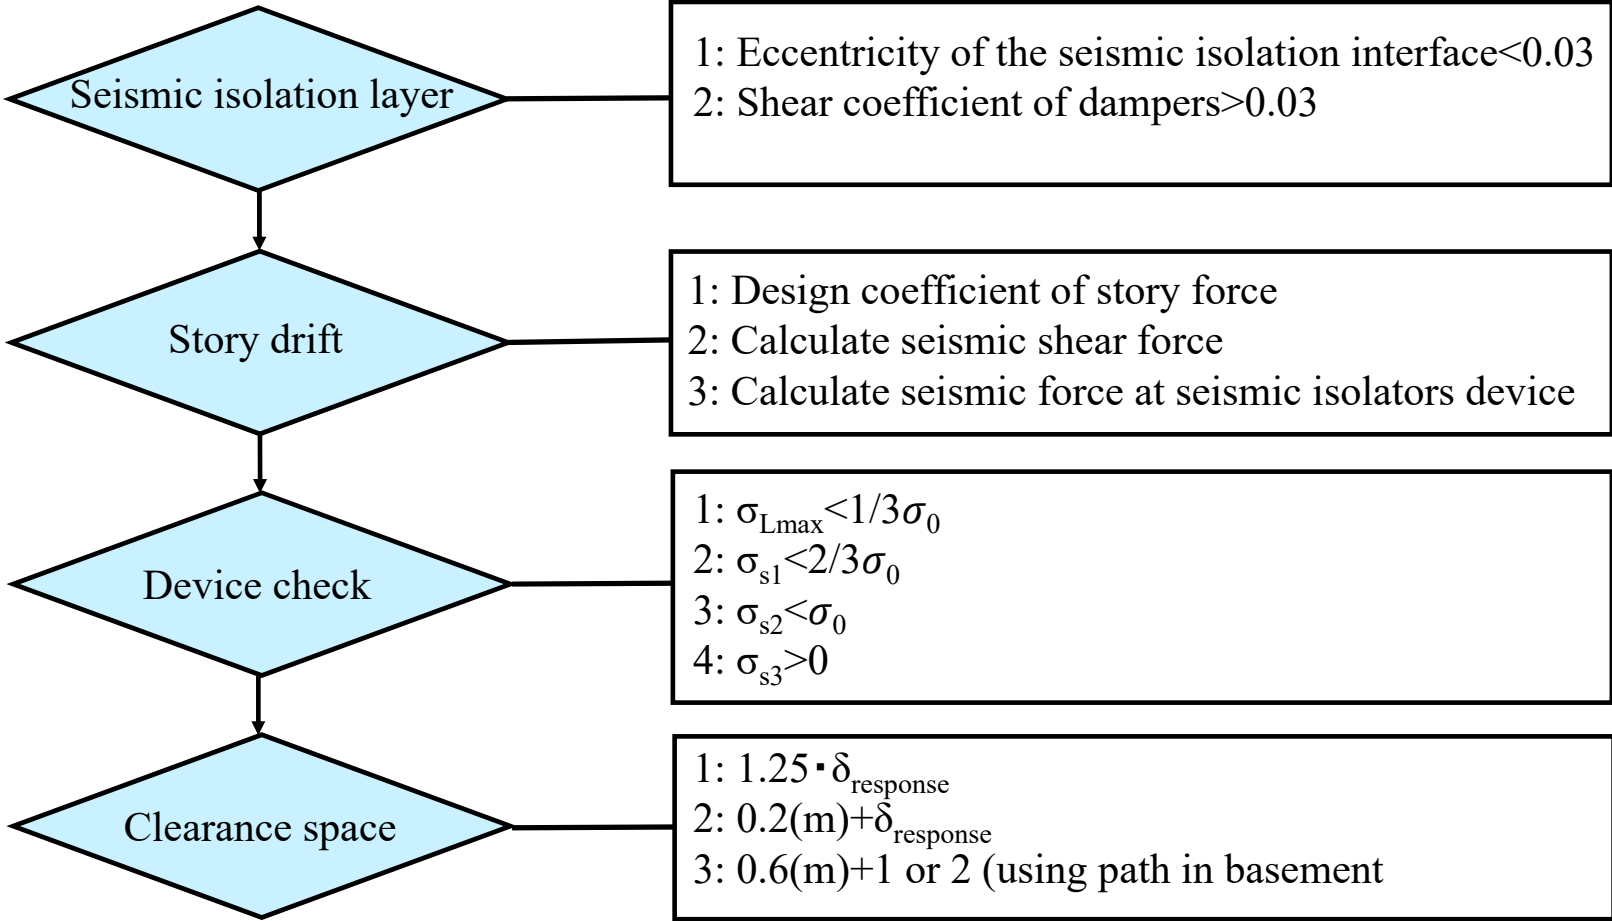 Seismic isolation layer
1: Eccentricity of the seismic isolation interface<0.03
2: Shear coefficient of dampers>0.03
Story drift
1: Design coefficient of story force
2: Calculate seismic shear force
3: Calculate seismic force at seismic isolators device
Device check
1: σLmax<1/3σ0
2: σs1<2/3σ0
3: σs2<σ0
4: σs3>0
Clearance space
1: 1.25·δresponse
2: 0.2(m)+δresponse
3: 0.6(m)+1 or 2 (using path in basement